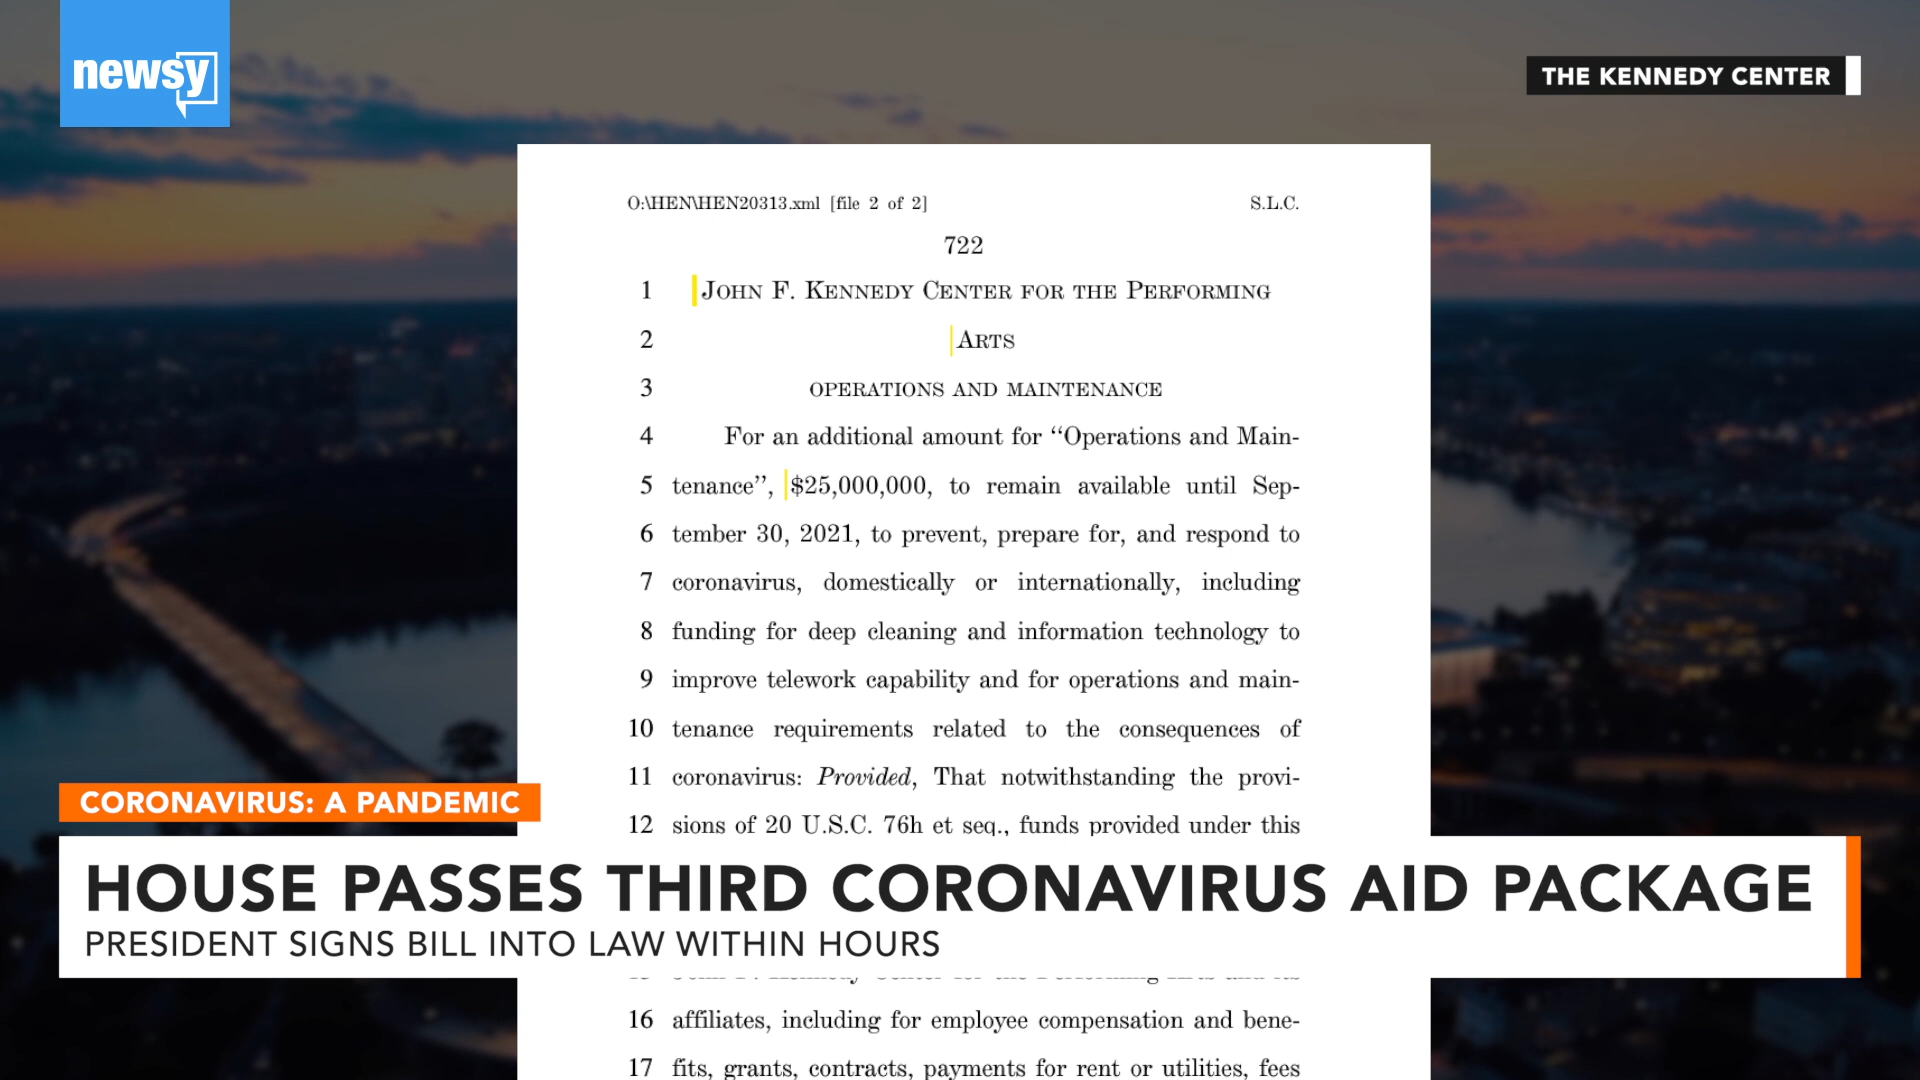 newsy
THE KENNEDY CENTER
O:\HEN\HEN20313.xml [file 2 of 2] S.L.C.
722
1 JOHN F. KENNEDY CENTER FOR THE PERFORMING
2 ARTS
3 OPERATIONS AND MAINTENANCE
4 For an additional amount for ‘‘Operations and Main-
5 tenance’’, $25,000,000, to remain available until Sep-
6 tember 30, 2021, to prevent, prepare for, and respond to
7 coronavirus, domestically or internationally, including
8 funding for deep cleaning and information technology to
9 improve telework capability and for operations and main-
10 tenance requirements related to the consequences of
11 coronavirus: Provided, That notwithstanding the provi-
12 sions of 20 U.S.C. 76h et seq., funds provided under this
CORONAVIRUS: A PANDEMIC
HOUSE PASSES THIRD CORONAVIRUS AID PACKAGE
PRESIDENT SIGNS BILL INTO LAW WITHIN HOURS
16 affiliates, including for employee compensation and bene-
17 fits, grants, contracts, payments for rent or utilities, fees